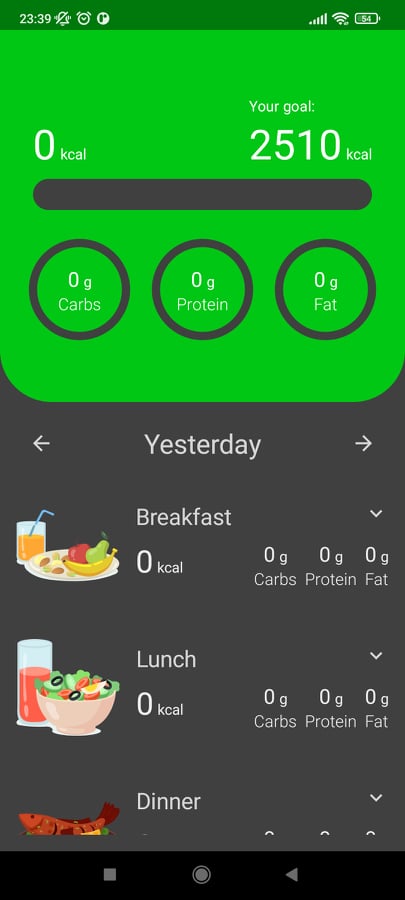 23:39 54
Your goal:
0 kcal 2510 kcal
0 g 0 g 0 g
Carbs Protein Fat
Yesterday
Breakfast
0 kcal 0 g 0 g 0 g
Carbs Protein Fat
Lunch
0 kcal 0 g 0 g 0 g
Carbs Protein Fat
Dinner